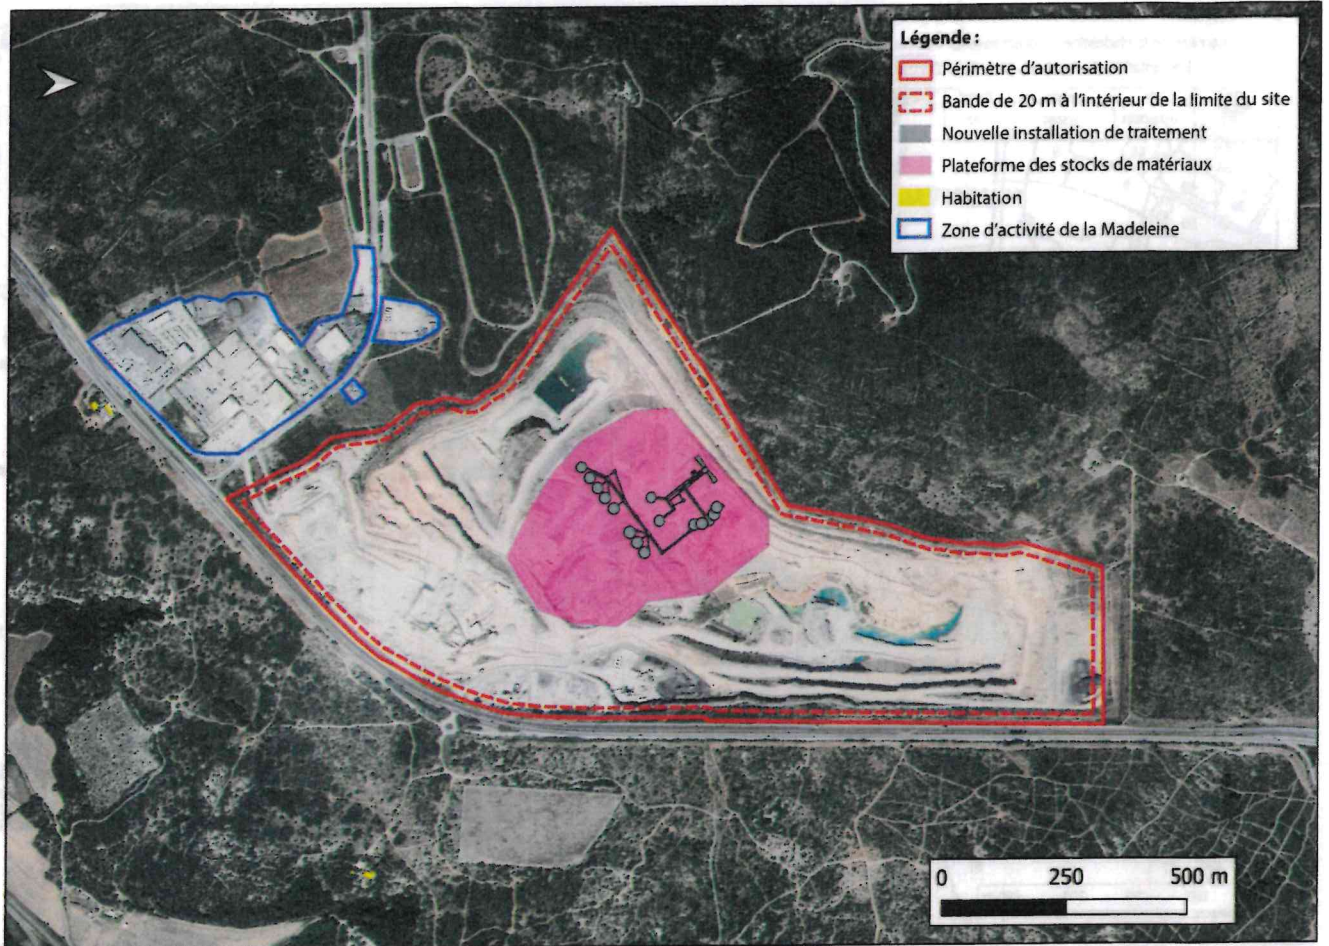 Légende :
Périmètre d'autorisation
Bande de 20 m à l'intérieur de la limite du site
Nouvelle installation de traitement
Plateforme des stocks de matériaux
Habitation
Zone d'activité de la Madeleine
0 250 500 m